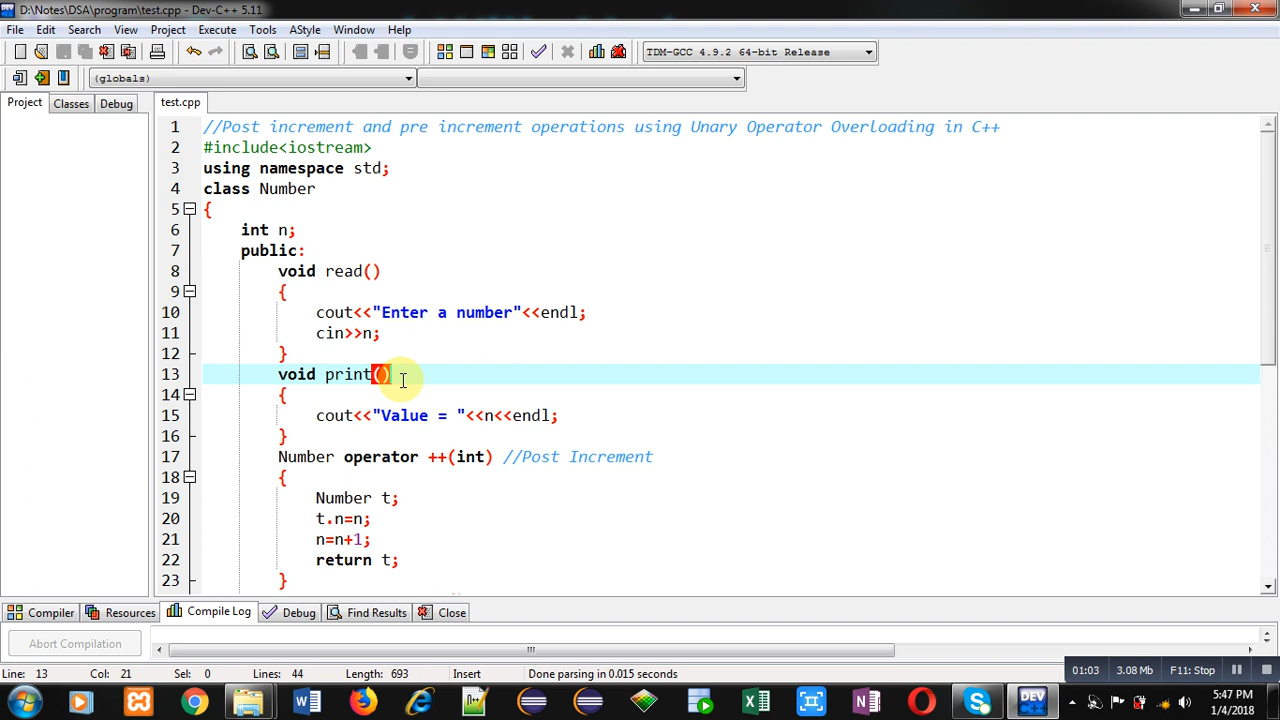 D:\Notes\DSA\program\test.cpp - Dev-C++ 5.11
File Edit Search View Project Execute Tools AStyle Window Help
TDM-GCC 4.9.2 64-bit Release
(globals)
Project Classes Debug test.cpp
1 //Post increment and pre increment operations using Unary Operator Overloading in C++
2 #include<iostream>
3 using namespace std;
4 class Number
5 {
6 int n;
7 public:
8 void read()
9 {
10 cout<<"Enter a number"<<endl;
11 cin>>n;
12 }
13 void print()
14 {
15 cout<<"Value = "<<n<<endl;
16 }
17 Number operator ++(int) //Post Increment
18 {
19 Number t;
20 t.n=n;
21 n=n+1;
22 return t;
23 }
Compiler Resources Compile Log Debug Find Results Close
Abort Compilation
Line: 13 Col: 21 Sel: 0 Lines: 44 Length: 693 Insert Done parsing in 0.015 seconds
01:03 3.08 Mb F11: Stop
5:47 PM
1/4/2018